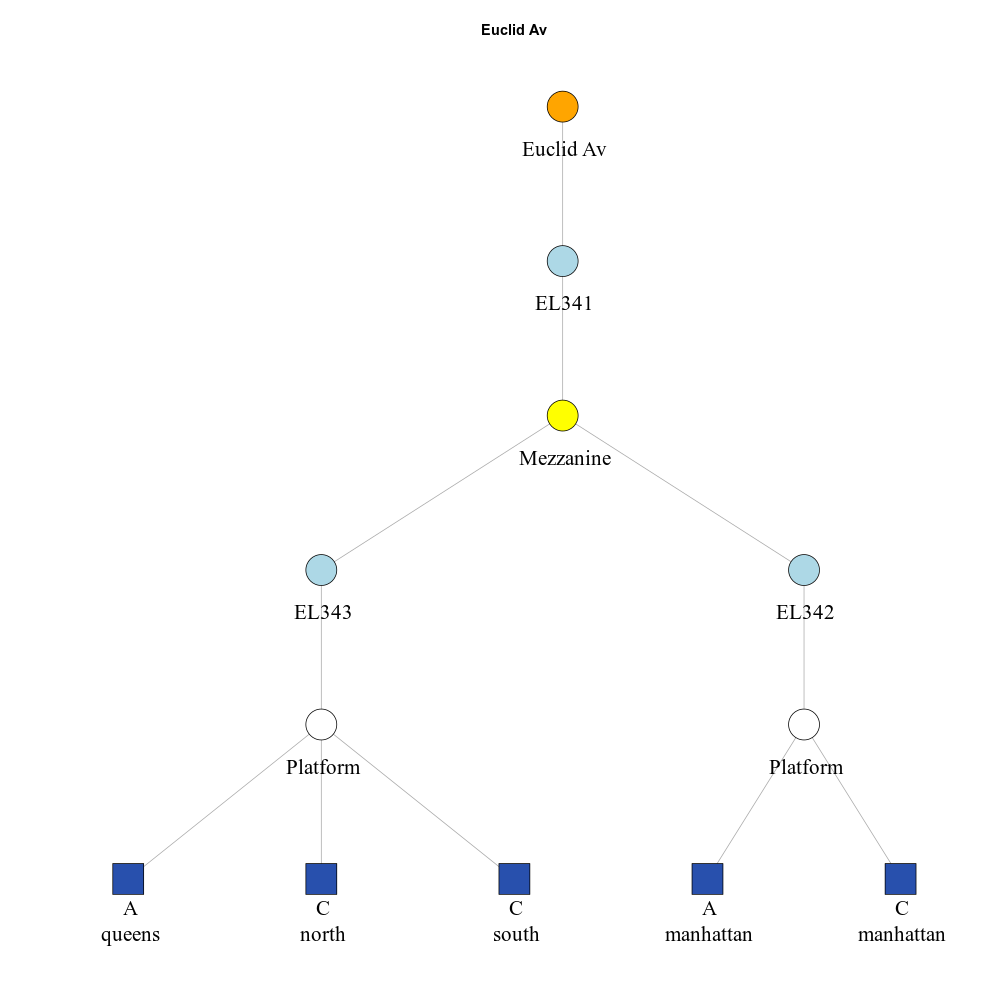 Euclid Av
Euclid Av
EL341
Mezzanine
EL343 EL342
Platform Platform
A C C A C
queens north south manhattan manhattan